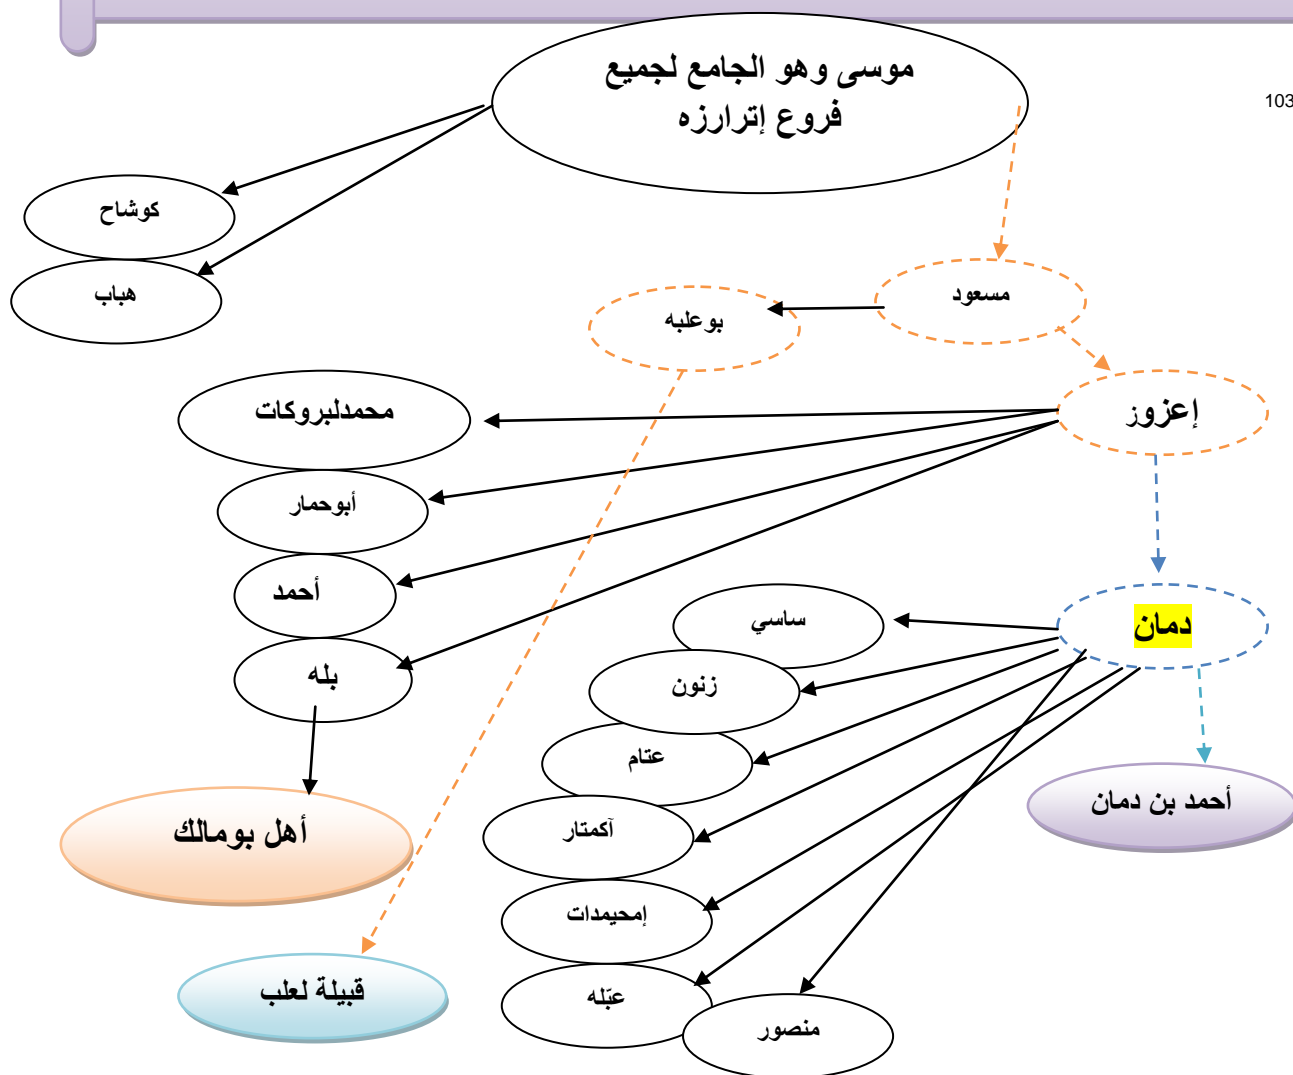 موسى وهو الجامع لجميع
فروع إترارزه
103
كوشاح
هباب
مسعود
بوعلبه
إعزوز
محمدلبروكات
أبوحمار
أحمد
بله
دمان
ساسي
زنون
عتام
آكمتار
إمحيمدات
عبّله
منصور
أحمد بن دمان
أهل بومالك
قبيلة لعلب